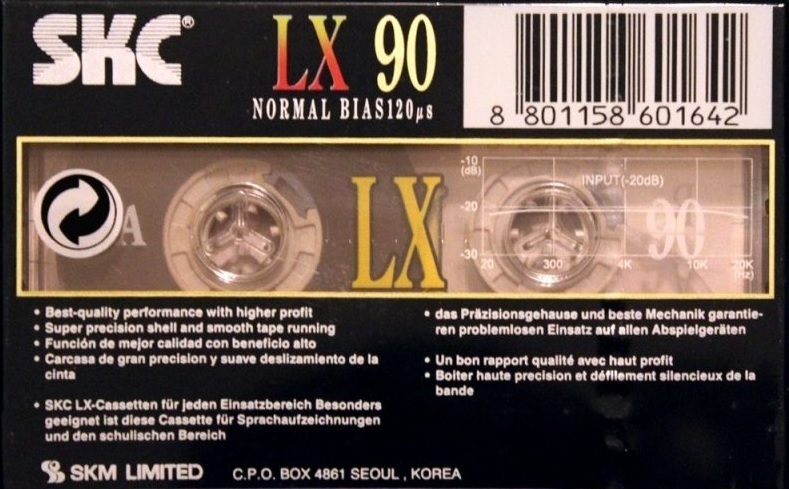 SKC®
LX 90
NORMAL BIAS 120µs
8 801158 601642
A
LX
90
-10
(dB)
INPUT(-20dB)
-20
-30
20 300 4K 10K 20K
(Hz)
• Best-quality performance with higher profit
• Super precision shell and smooth tape running
• Función de mejor calidad con beneficio alto
• Carcasa de gran precision y suave deslizamiento de la
cinta
• SKC LX-Cassetten für jeden Einsatzbereich Besonders
geeignet ist diese Cassette für Sprachaufzeichnungen
und den schulischen Bereich
• das Präzisionsgehause und beste Mechanik garantie-
ren problemlosen Einsatz auf allen Abspielgeräten
• Un bon rapport qualité avec haut profit
• Boiter haute precision et défilement silencieux de la
bande
SKM LIMITED C.P.O. BOX 4861 SEOUL , KOREA